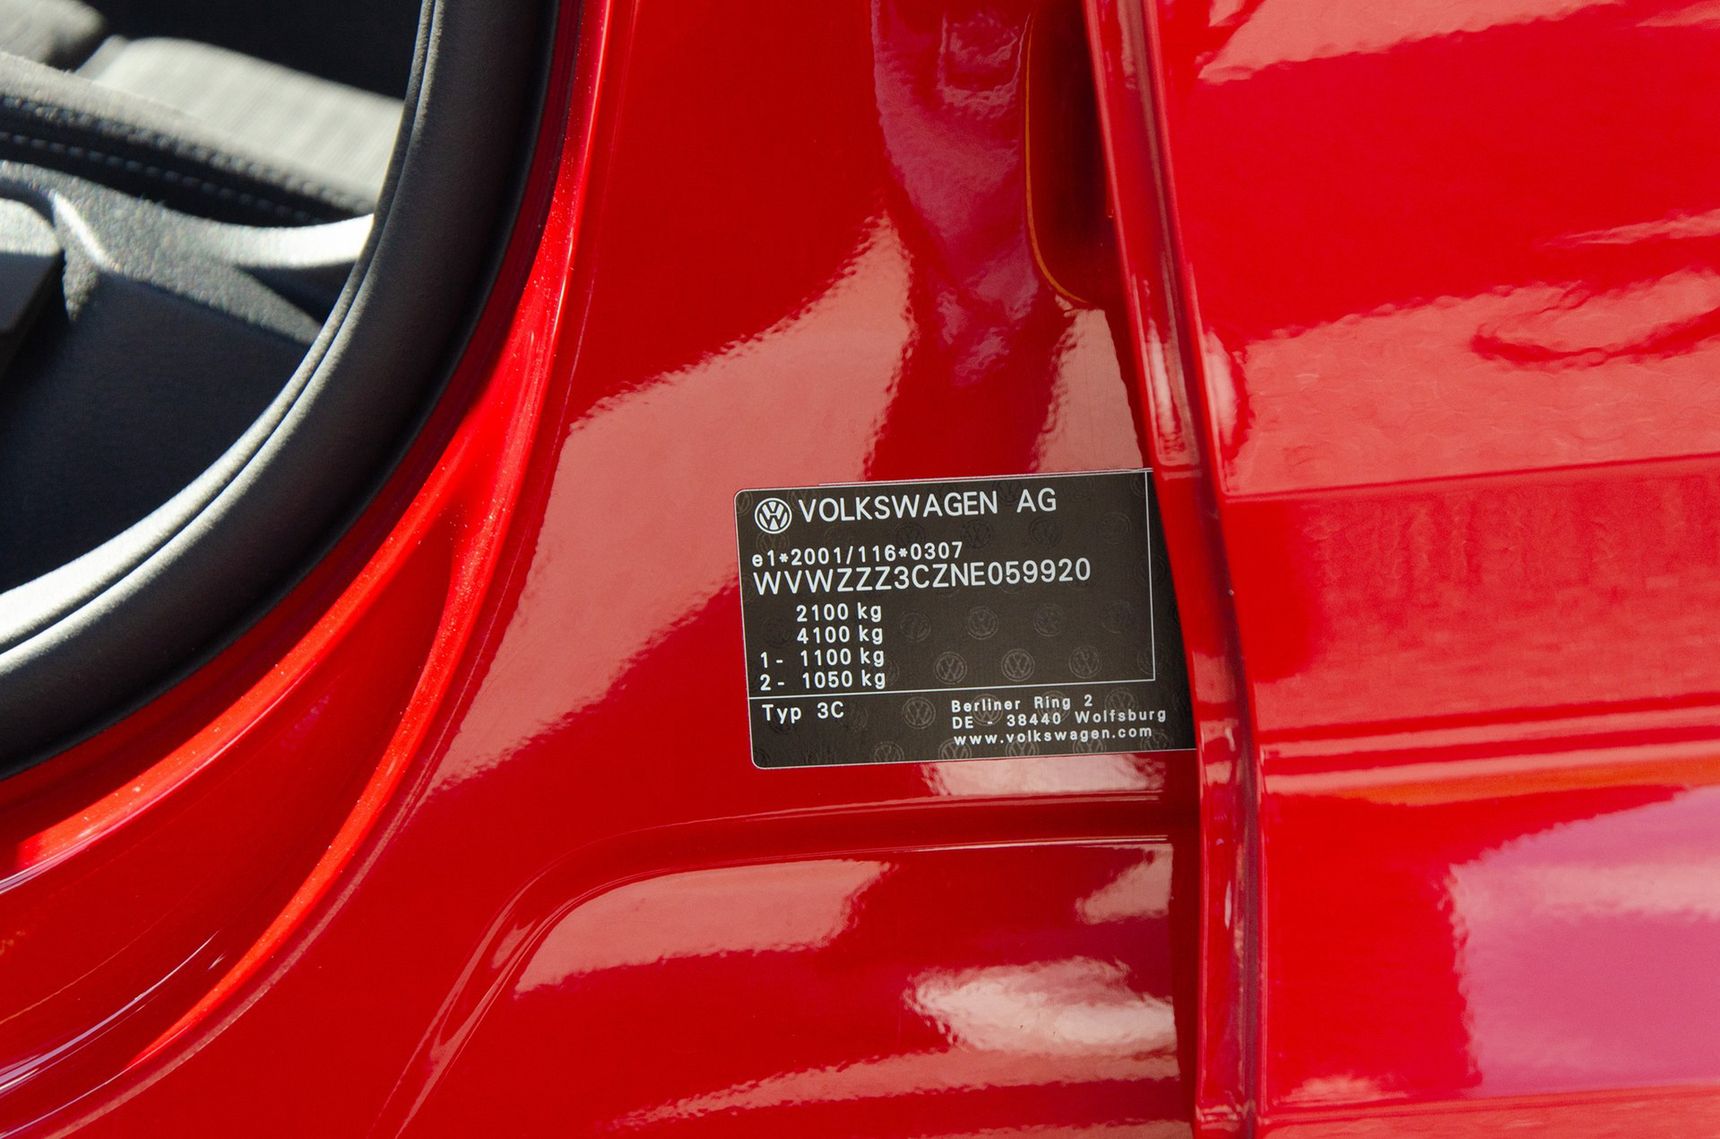 VOLKSWAGEN AG
e1*2001/116*0307
WVWZZZ3CZNE059920
2100 kg
4100 kg
1- 1100 kg
2- 1050 kg
Typ 3C
Berliner Ring 2
DE - 38440 Wolfsburg
www.volkswagen.com